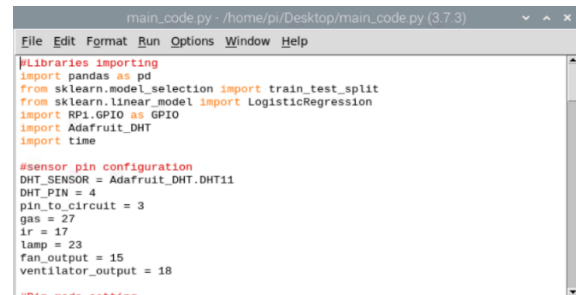 main_code.py - /home/pi/Desktop/main_code.py (3.7.3)
File Edit Format Run Options Window Help
#Libraries importing
import pandas as pd
from sklearn.model_selection import train_test_split
from sklearn.linear_model import LogisticRegression
import RPi.GPIO as GPIO
import Adafruit_DHT
import time
#sensor pin configuration
DHT_SENSOR = Adafruit_DHT.DHT11
DHT_PIN = 4
pin_to_circuit = 3
gas = 27
ir = 17
lamp = 23
fan_output = 15
ventilator_output = 18